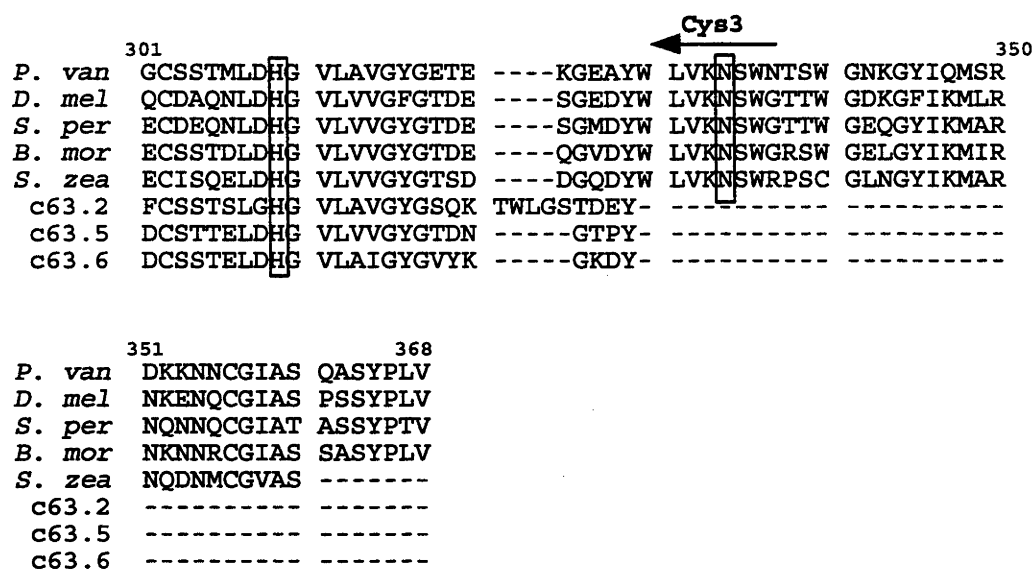 Cys3
301 350
P. van GCSSTMLDHG VLAVGYGETE ----KGEAYW LVKNSWNTSW GNKGYIQMSR
D. mel QCDAQNLDHG VLVVGFGTDE ----SGEDYW LVKNSWGTTW GDKGFIKMLR
S. per ECDEQNLDHG VLVVGYGTDE ----SGMDYW LVKNSWGTTW GEQGYIKMAR
B. mor ECSSTDLDHG VLVVGYGTDE ----QGVDYW LVKNSWGRSW GELGYIKMIR
S. zea ECISQELDHG VLVVGYGTSD ----DGQDYW LVKNSWRPSC GLNGYIKMAR
c63.2 FCSSTSLGHG VLAVGYGSQK TWLGSTDEY- ---------- ----------
c63.5 DCSTTELDHG VLVVGYGTDN -----GTPY- ---------- ----------
c63.6 DCSSTELDHG VLAIGYGVYK -----GKDY- ---------- ----------
351 368
P. van DKKNNCGIAS QASYPLV
D. mel NKENQCGIAS PSSYPLV
S. per NQNNQCGIAT ASSYPTV
B. mor NKNNRCGIAS SASYPLV
S. zea NQDNMCGVAS -------
c63.2 ---------- -------
c63.5 ---------- -------
c63.6 ---------- -------